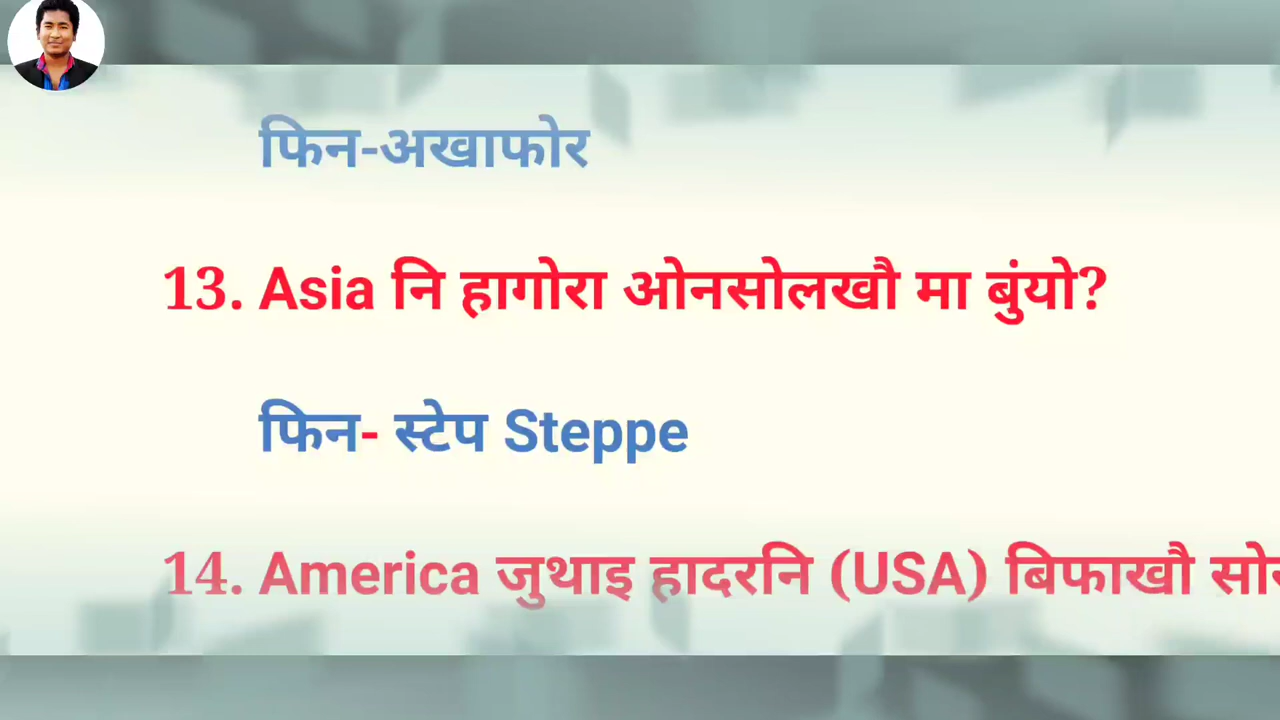 फिन-अखाफोर
13. Asia नि हागोरा ओनसोलखौ मा बुंयो?
फिन- स्टेप Steppe
14. America जुथाइ हादरनि (USA) बिफाखौ